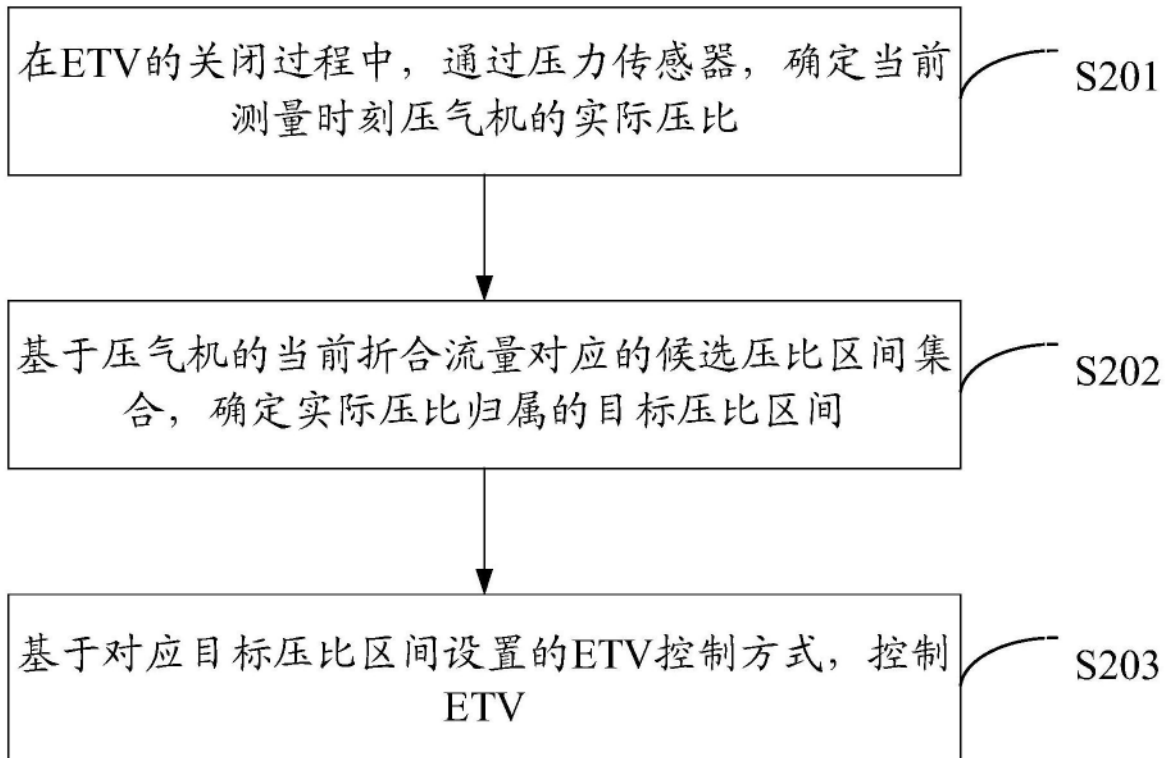 在ETV的关闭过程中，通过压力传感器，确定当前
测量时刻压气机的实际压比
S201
基于压气机的当前折合流量对应的候选压比区间集
合，确定实际压比归属的目标压比区间
S202
基于对应目标压比区间设置的ETV控制方式，控制
ETV
S203